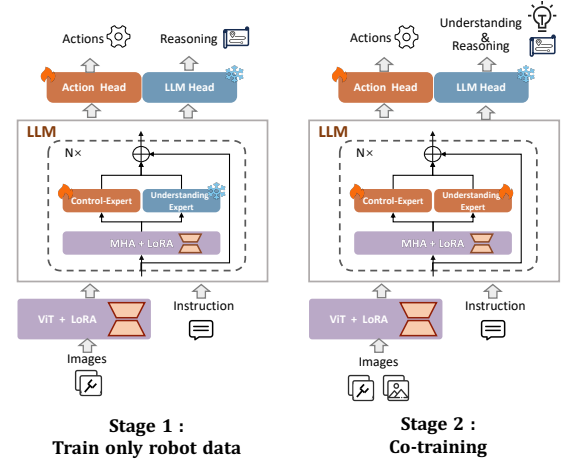 Actions
Reasoning
Action Head
LLM Head
LLM
N×
Control-Expert
Understanding
Expert
MHA + LoRA
ViT + LoRA
Instruction
Images
Stage 1 :
Train only robot data
Actions
Understanding
&
Reasoning
Action Head
LLM Head
LLM
N×
Control-Expert
Understanding
Expert
MHA + LoRA
ViT + LoRA
Instruction
Images
Stage 2 :
Co-training